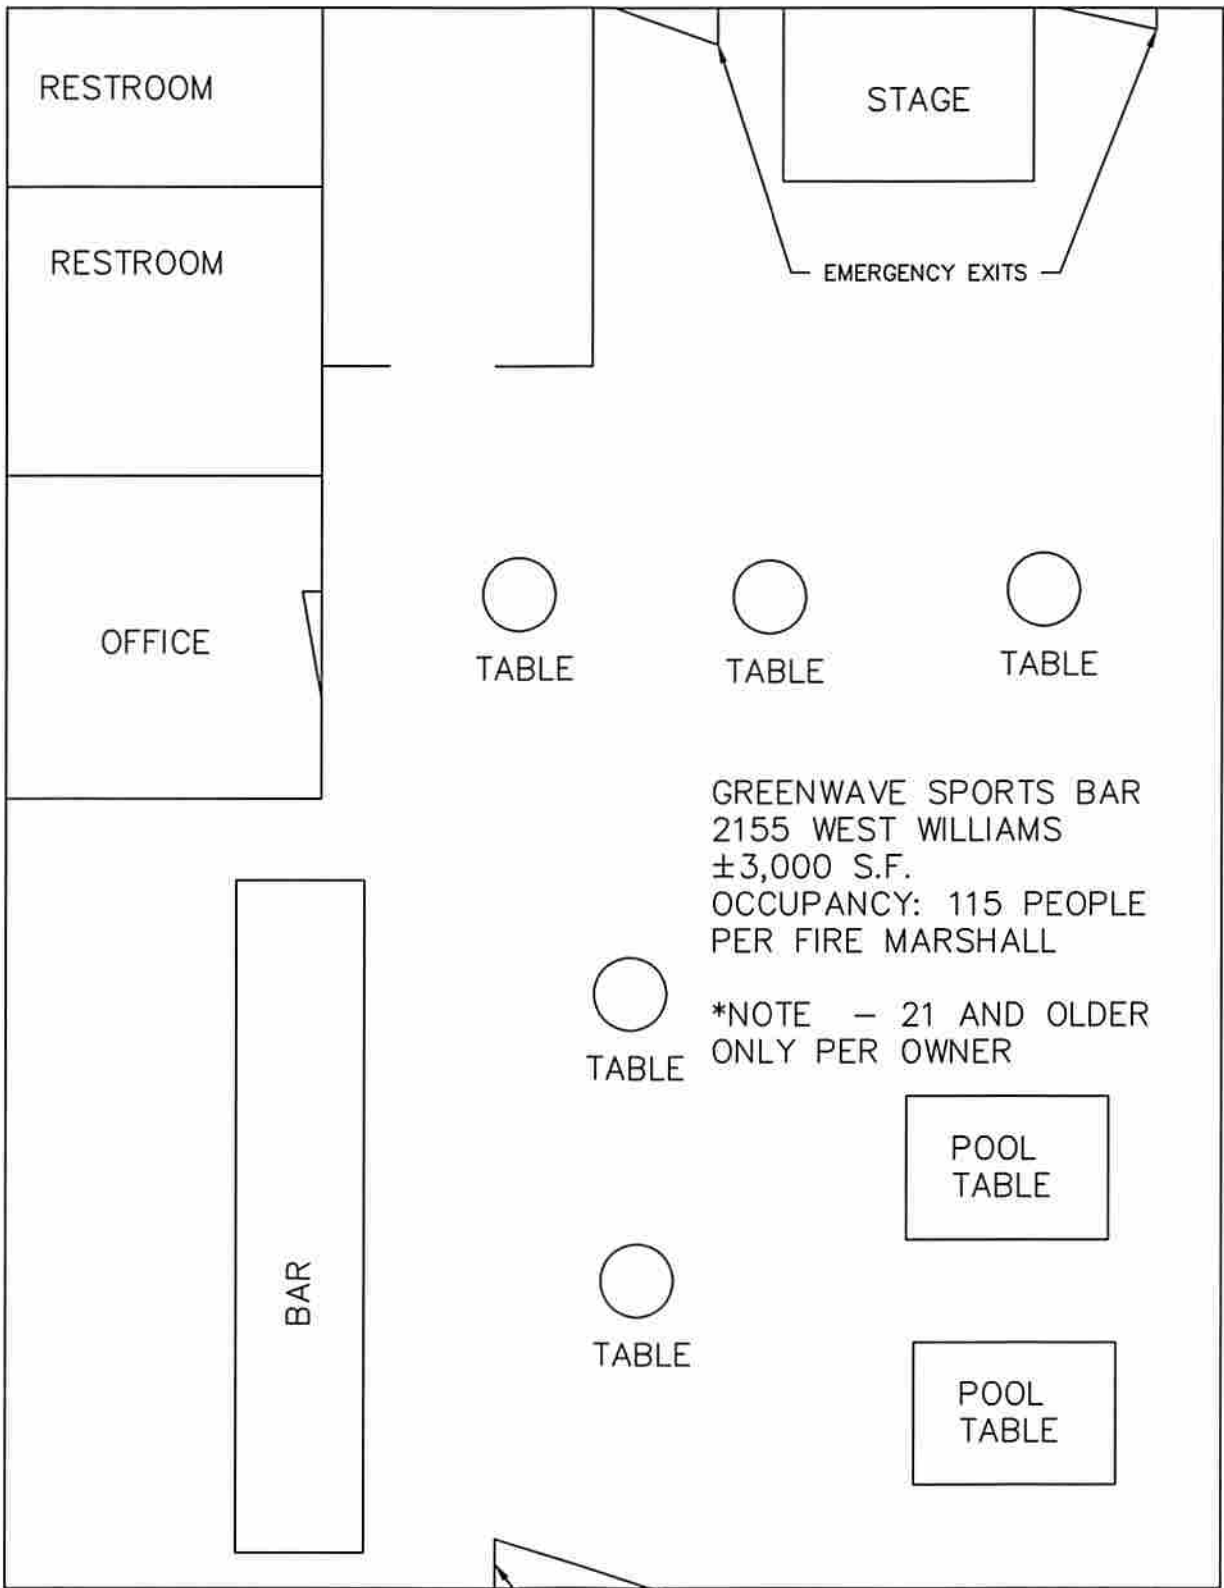 RESTROOM
STAGE
RESTROOM
EMERGENCY EXITS
OFFICE
TABLE
TABLE
TABLE
GREENWAVE SPORTS BAR
2155 WEST WILLIAMS
±3,000 S.F.
OCCUPANCY: 115 PEOPLE
PER FIRE MARSHALL
*NOTE – 21 AND OLDER
ONLY PER OWNER
TABLE
POOL
TABLE
BAR
TABLE
POOL
TABLE